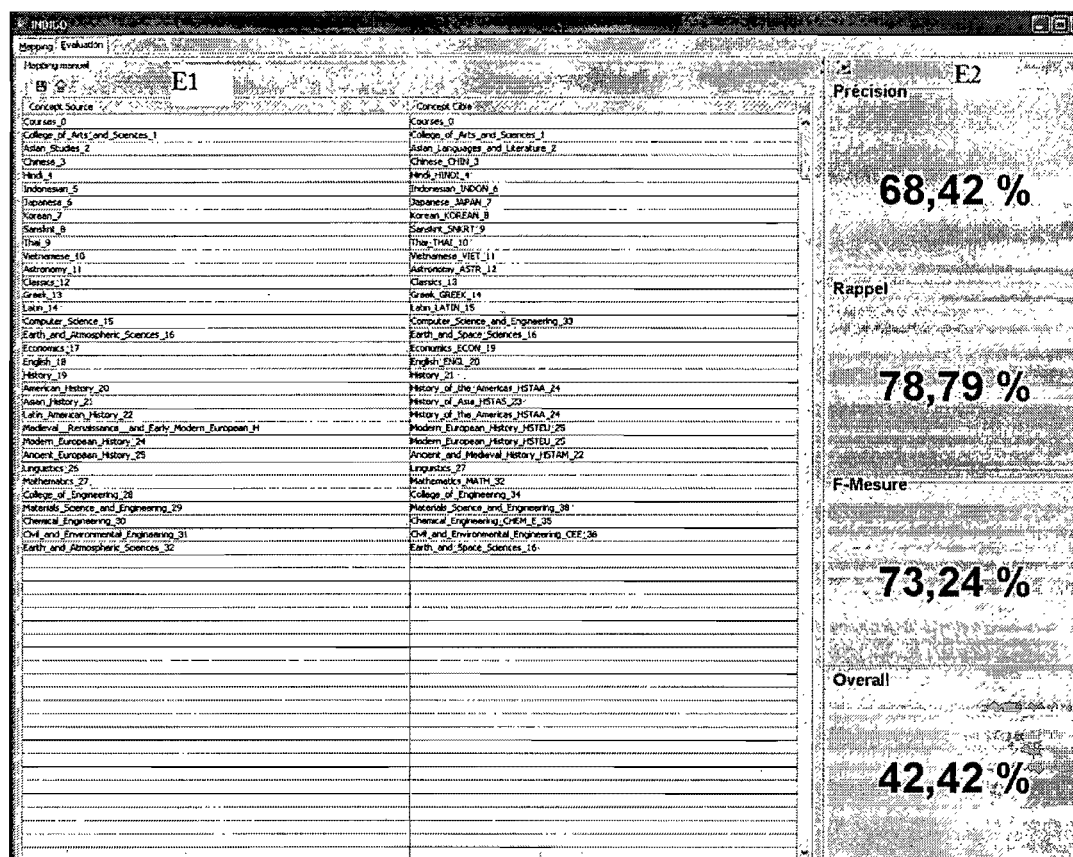 INDIGO
Mapping Evaluation
Mapping manuel
E1
E2
Concept Source Concept Cible
Courses_0 Courses_0
College_of_Arts_and_Sciences_1 College_of_Arts_and_Sciences_1
Asian_Studies_2 Asian_Languages_and_Literature_2
Chinese_3 Chinese_CHIN_3
Hindi_4 Hindi_HINDI_4
Indonesian_5 Indonesian_INDON_6
Japanese_6 Japanese_JAPAN_7
Korean_7 Korean_KOREAN_8
Sanskrit_8 Sanskrit_SNKRT_9
Thai_9 Thai_THAI_10
Vietnamese_10 Vietnamese_VIET_11
Astronomy_11 Astronomy_ASTR_12
Classics_12 Classics_13
Greek_13 Greek_GREEK_14
Latin_14 Latin_LATIN_15
Computer_Science_15 Computer_Science_and_Engineering_33
Earth_and_Atmospheric_Sciences_16 Earth_and_Space_Sciences_16
Economics_17 Economics_ECON_19
English_18 English_ENGL_20
History_19 History_21
American_History_20 History_of_the_Americas_HSTAA_24
Asian_History_21 History_of_Asia_HSTAS_23
Latin_American_History_22 History_of_the_Americas_HSTAA_24
Medieval__Renaissance__and_Early_Modern_European_H Modern_European_History_HSTEU_25
Modern_European_History_24 Modern_European_History_HSTEU_25
Ancient_European_History_25 Ancient_and_Medieval_History_HSTAM_22
Linguistics_26 Linguistics_27
Mathematics_27 Mathematics_MATH_32
College_of_Engineering_28 College_of_Engineering_34
Materials_Science_and_Engineering_29 Materials_Science_and_Engineering_38
Chemical_Engineering_30 Chemical_Engineering_CHEM_E_35
Civil_and_Environmental_Engineering_31 Civil_and_Environmental_Engineering_CEE_36
Earth_and_Atmospheric_Sciences_32 Earth_and_Space_Sciences_16
Précision
68,42 %
Rappel
78,79 %
F-Mesure
73,24 %
Overall
42,42 %